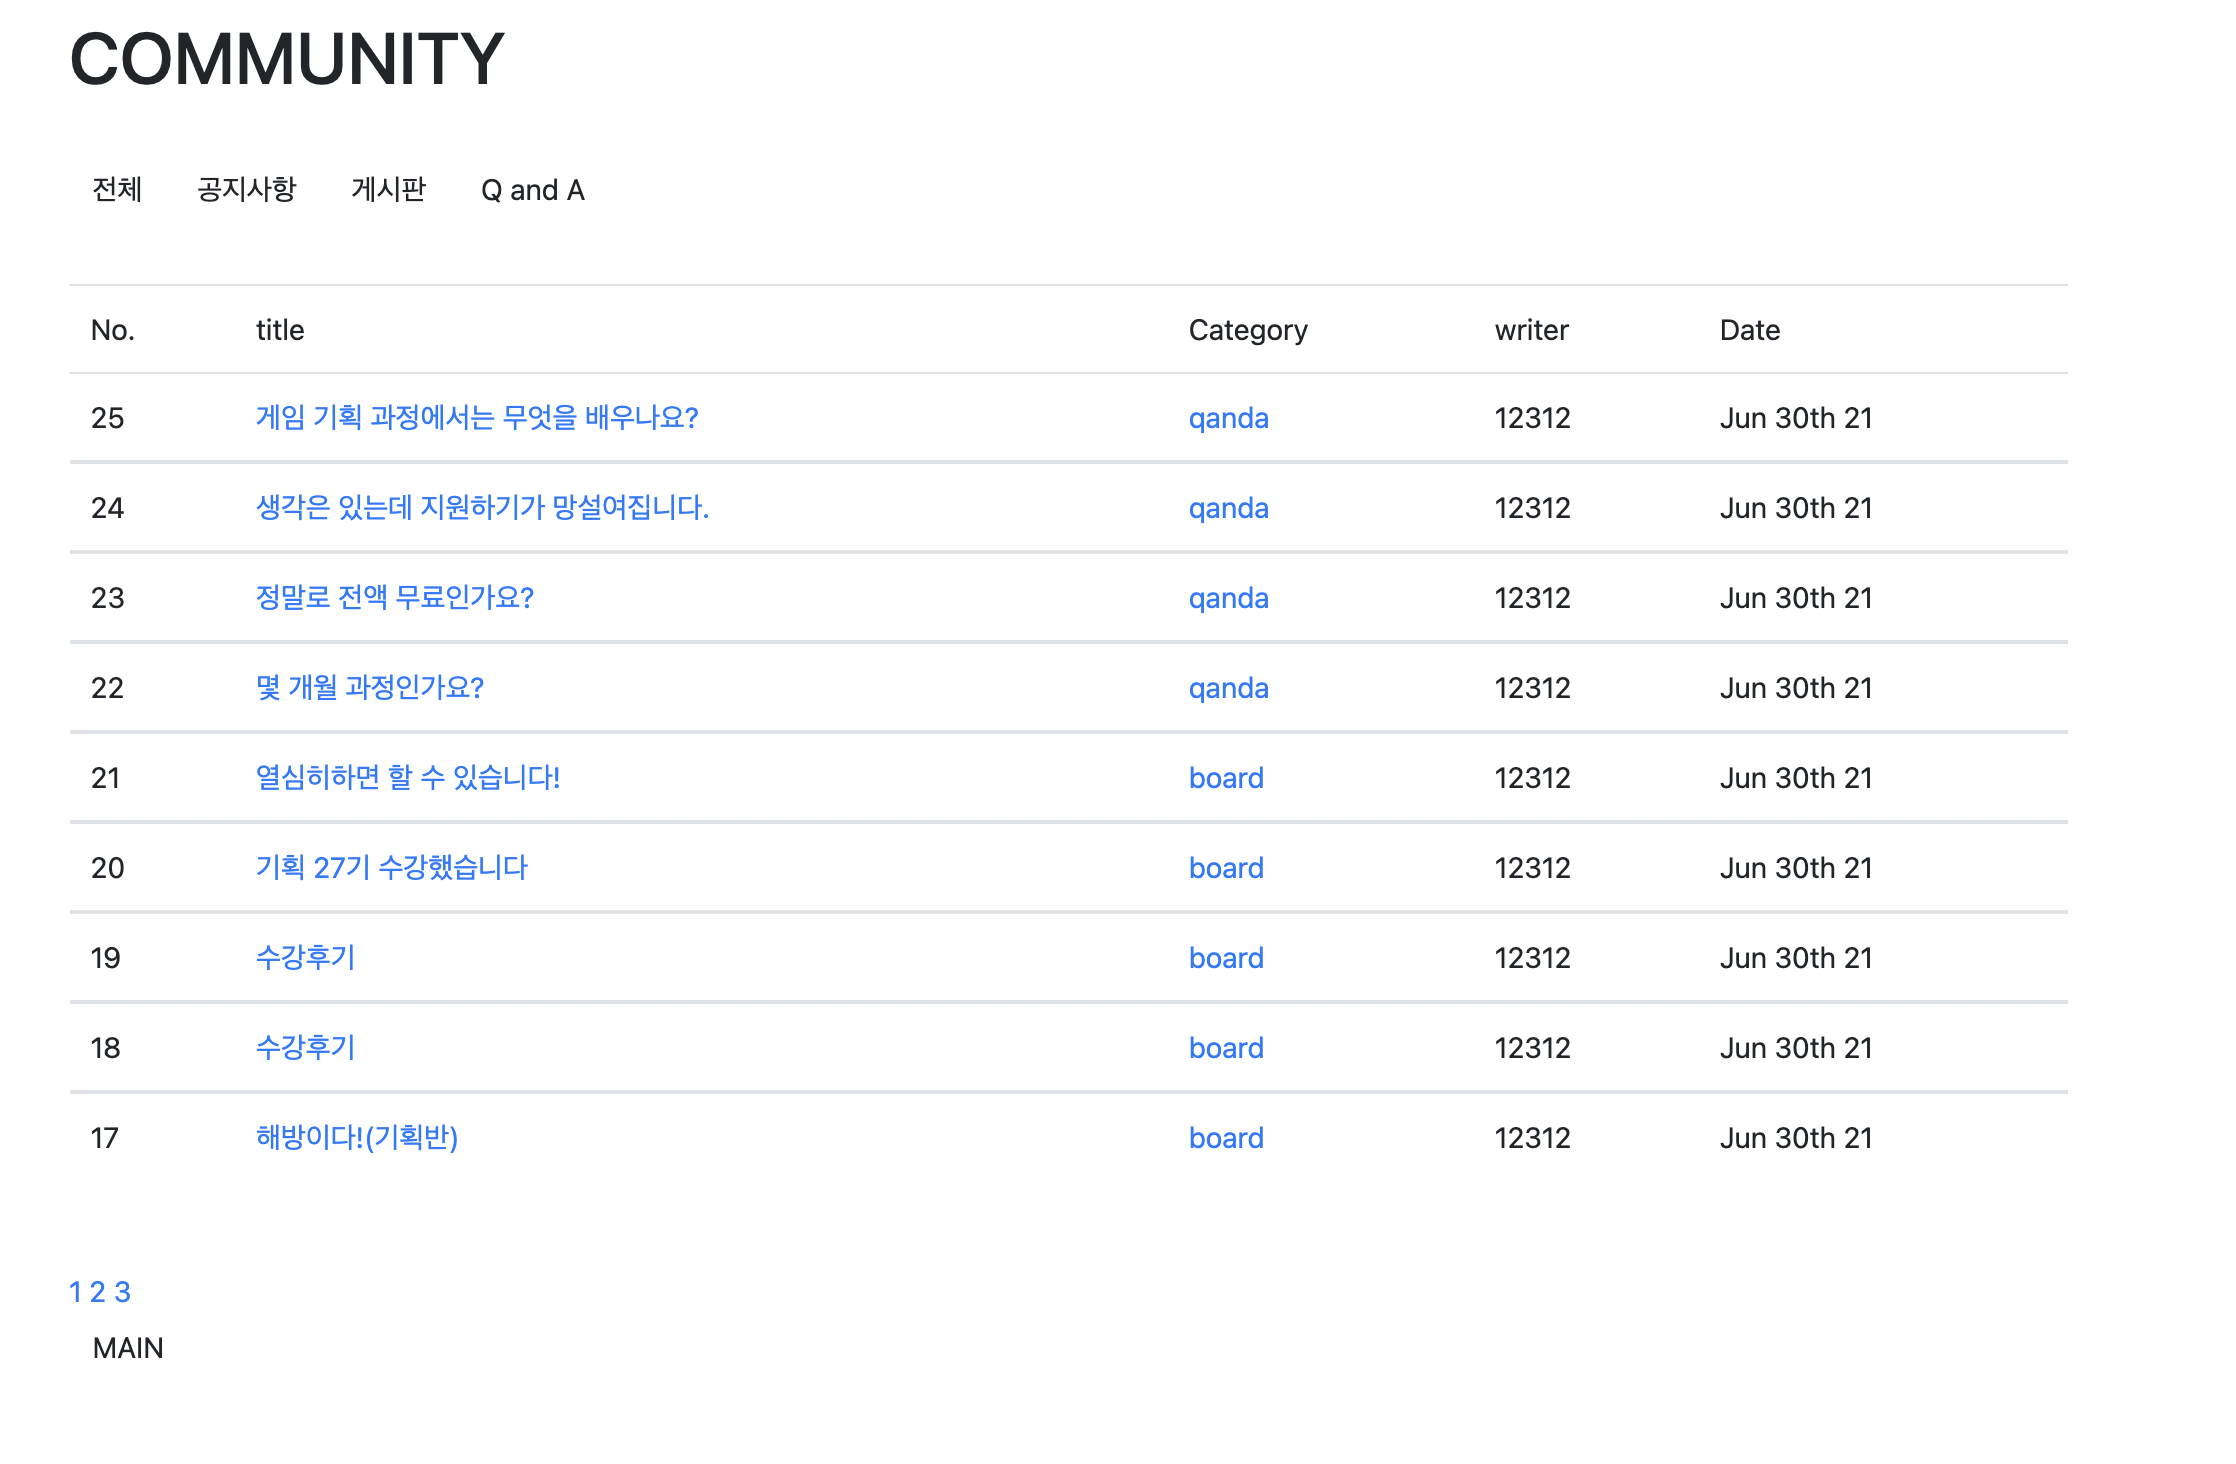 COMMUNITY
전체 공지사항 게시판 Q and A
No. title Category writer Date
25 게임 기획 과정에서는 무엇을 배우나요? qanda 12312 Jun 30th 21
24 생각은 있는데 지원하기가 망설여집니다. qanda 12312 Jun 30th 21
23 정말로 전액 무료인가요? qanda 12312 Jun 30th 21
22 몇 개월 과정인가요? qanda 12312 Jun 30th 21
21 열심히하면 할 수 있습니다! board 12312 Jun 30th 21
20 기획 27기 수강했습니다 board 12312 Jun 30th 21
19 수강후기 board 12312 Jun 30th 21
18 수강후기 board 12312 Jun 30th 21
17 해방이다!(기획반) board 12312 Jun 30th 21
1 2 3
MAIN